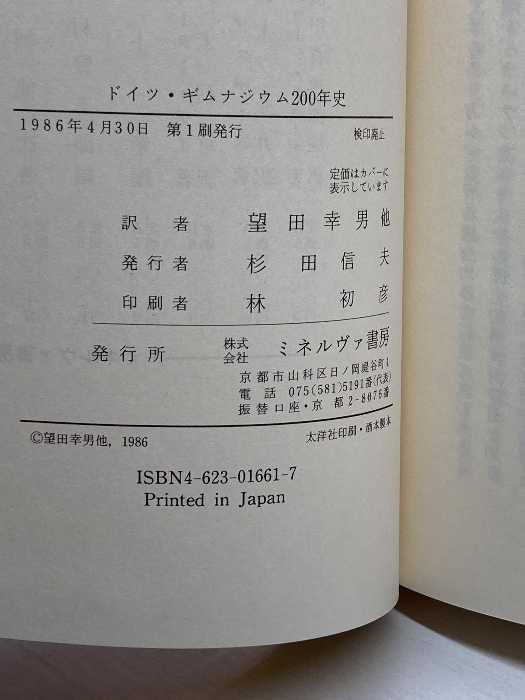 ドイツ・ギムナジウム200年史
1986年4月30日 第1刷発行 検印廃止
定価はカバーに
表示しています
訳者 望田幸男他
発行者 杉田信夫
印刷者 林初彦
発行所 株式会社 ミネルヴァ書房
京都市山科区日ノ岡堤谷町1
電話 075(581)5191番(代表)
振替口座・京都2-8076番
©望田幸男他, 1986 太洋社印刷・酒本製本
ISBN4-623-01661-7
Printed in Japan